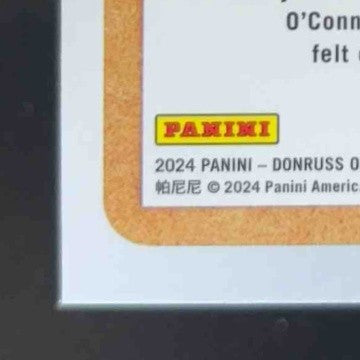 O'Conn
felt
PANINI
2024 PANINI – DONRUSS O
帕尼尼 © 2024 Panini Americ